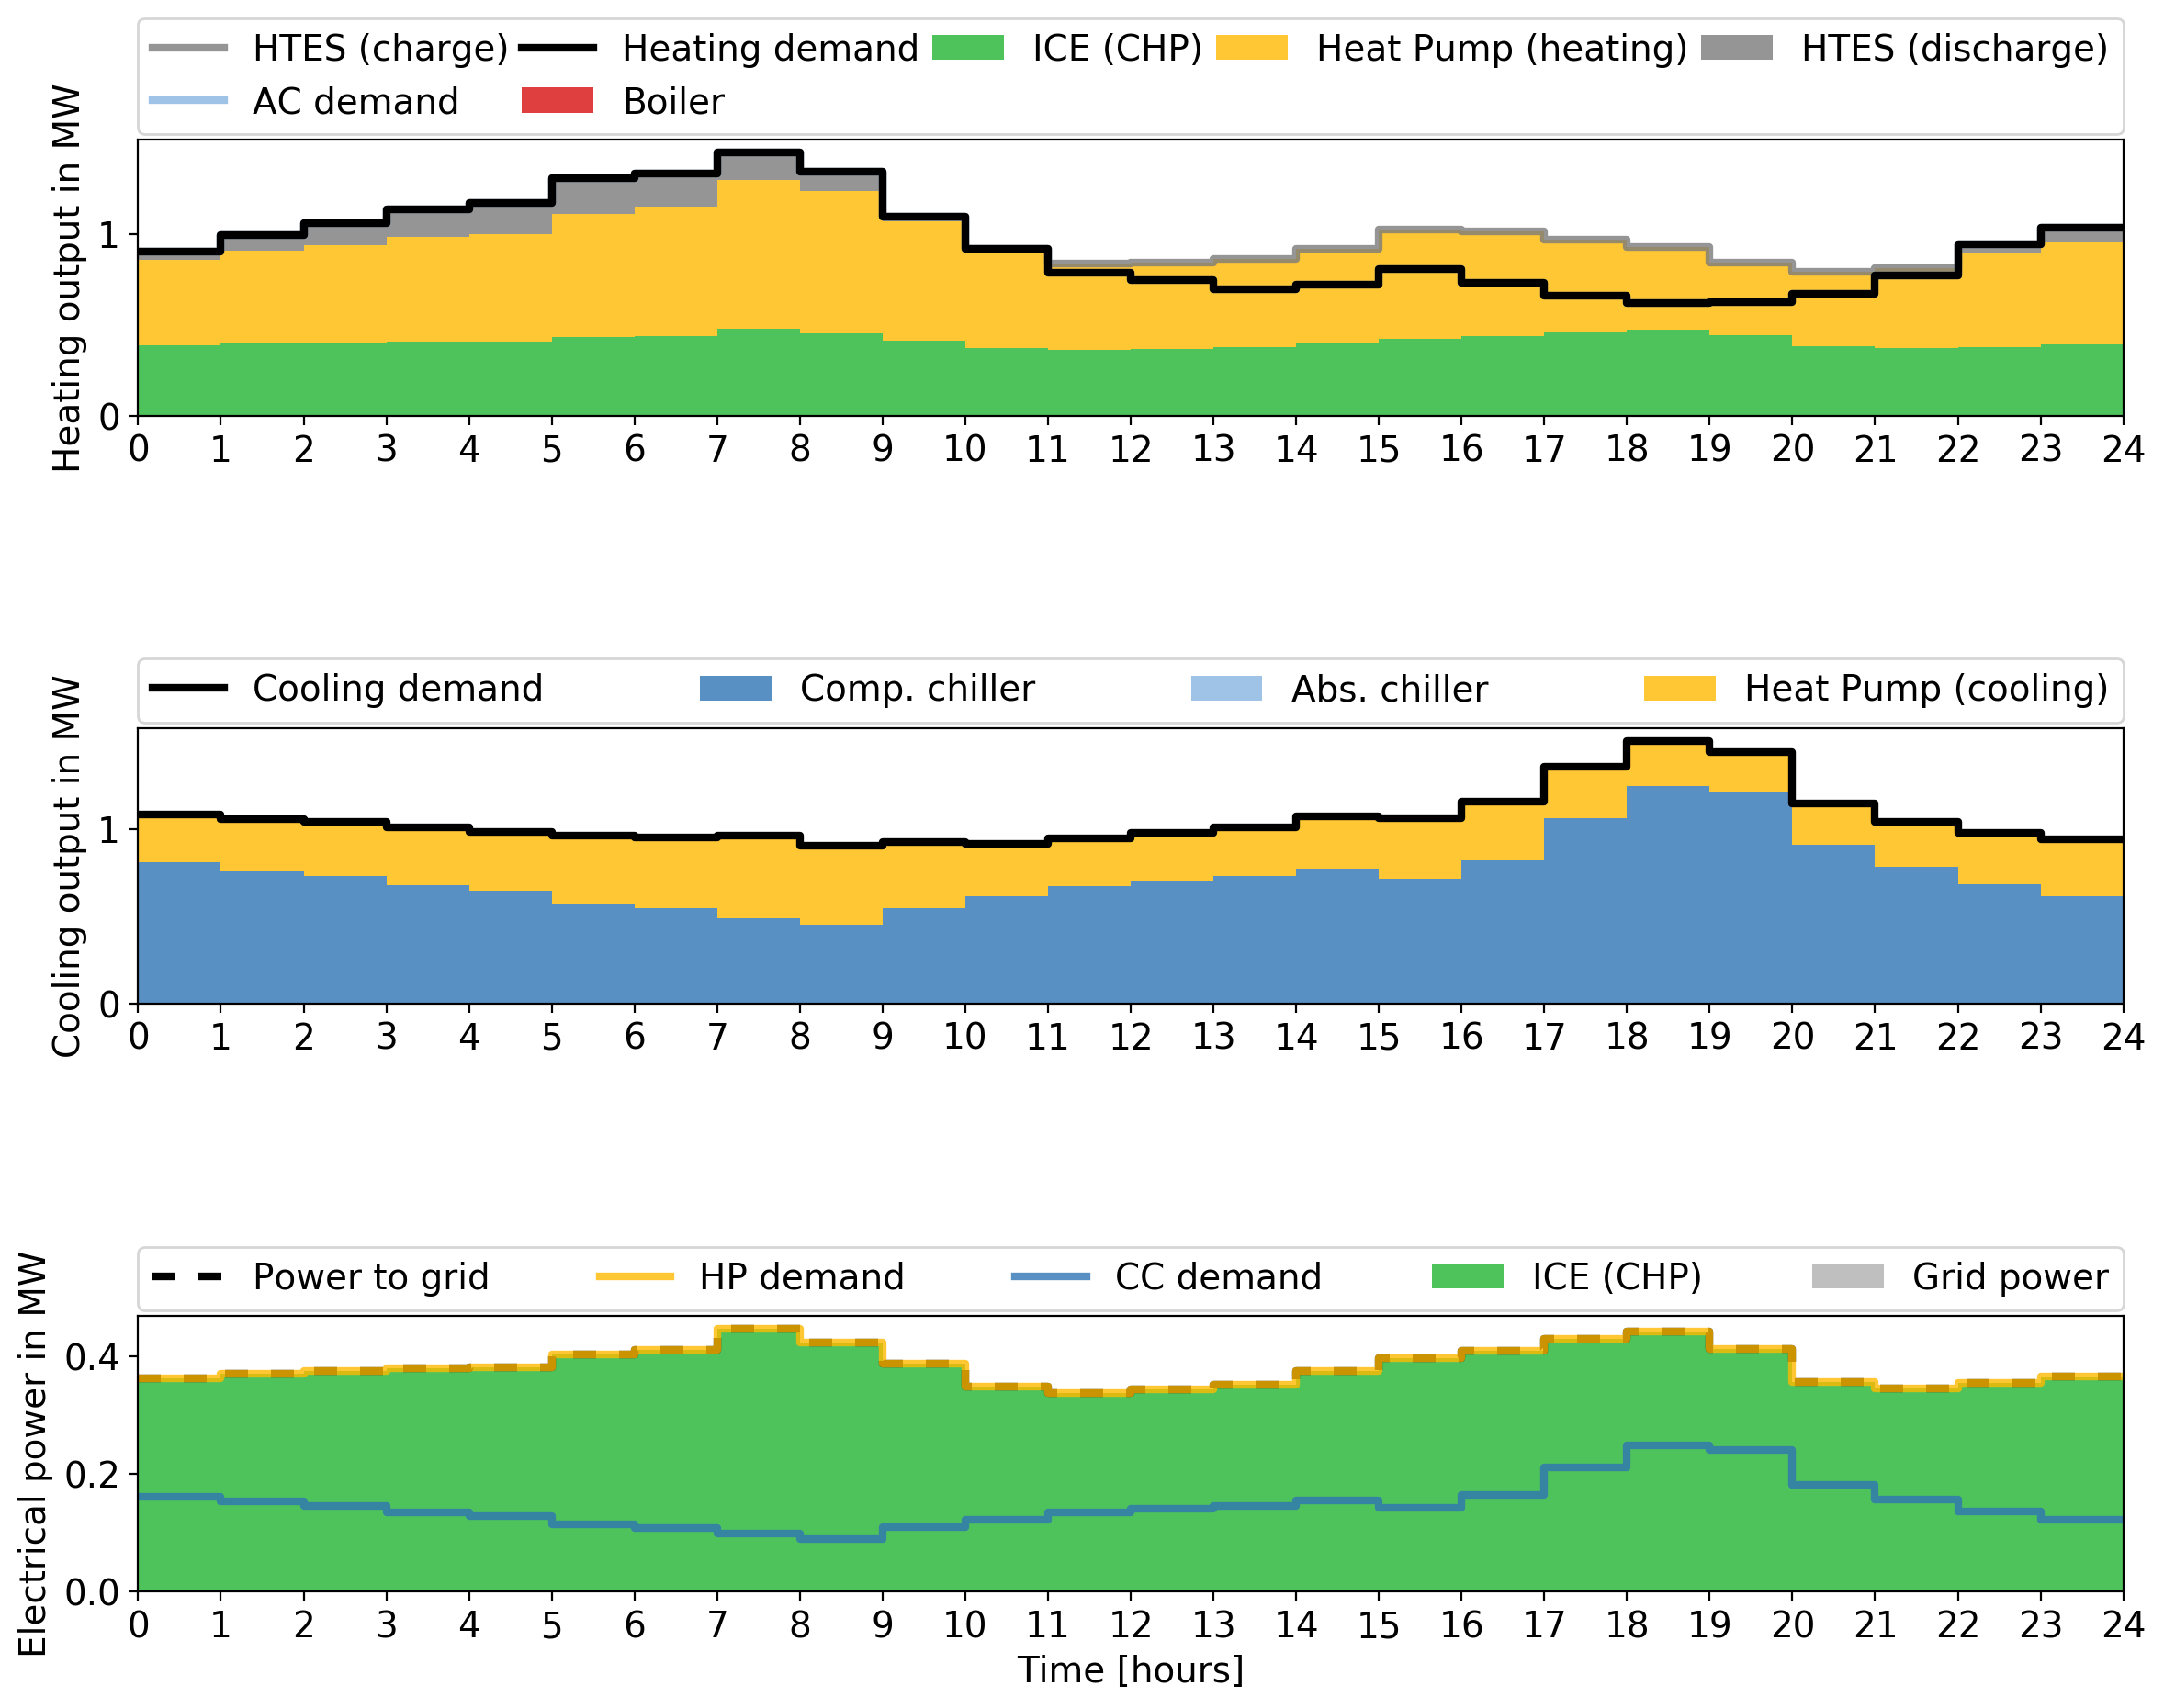 HTES (charge) Heating demand ICE (CHP) Heat Pump (heating) HTES (discharge)
AC demand Boiler
Heating output in MW
1
0
0 1 2 3 4 5 6 7 8 9 10 11 12 13 14 15 16 17 18 19 20 21 22 23 24
Cooling demand Comp. chiller Abs. chiller Heat Pump (cooling)
Cooling output in MW
1
0
0 1 2 3 4 5 6 7 8 9 10 11 12 13 14 15 16 17 18 19 20 21 22 23 24
Power to grid HP demand CC demand ICE (CHP) Grid power
Electrical power in MW
0.4
0.2
0.0
0 1 2 3 4 5 6 7 8 9 10 11 12 13 14 15 16 17 18 19 20 21 22 23 24
Time [hours]